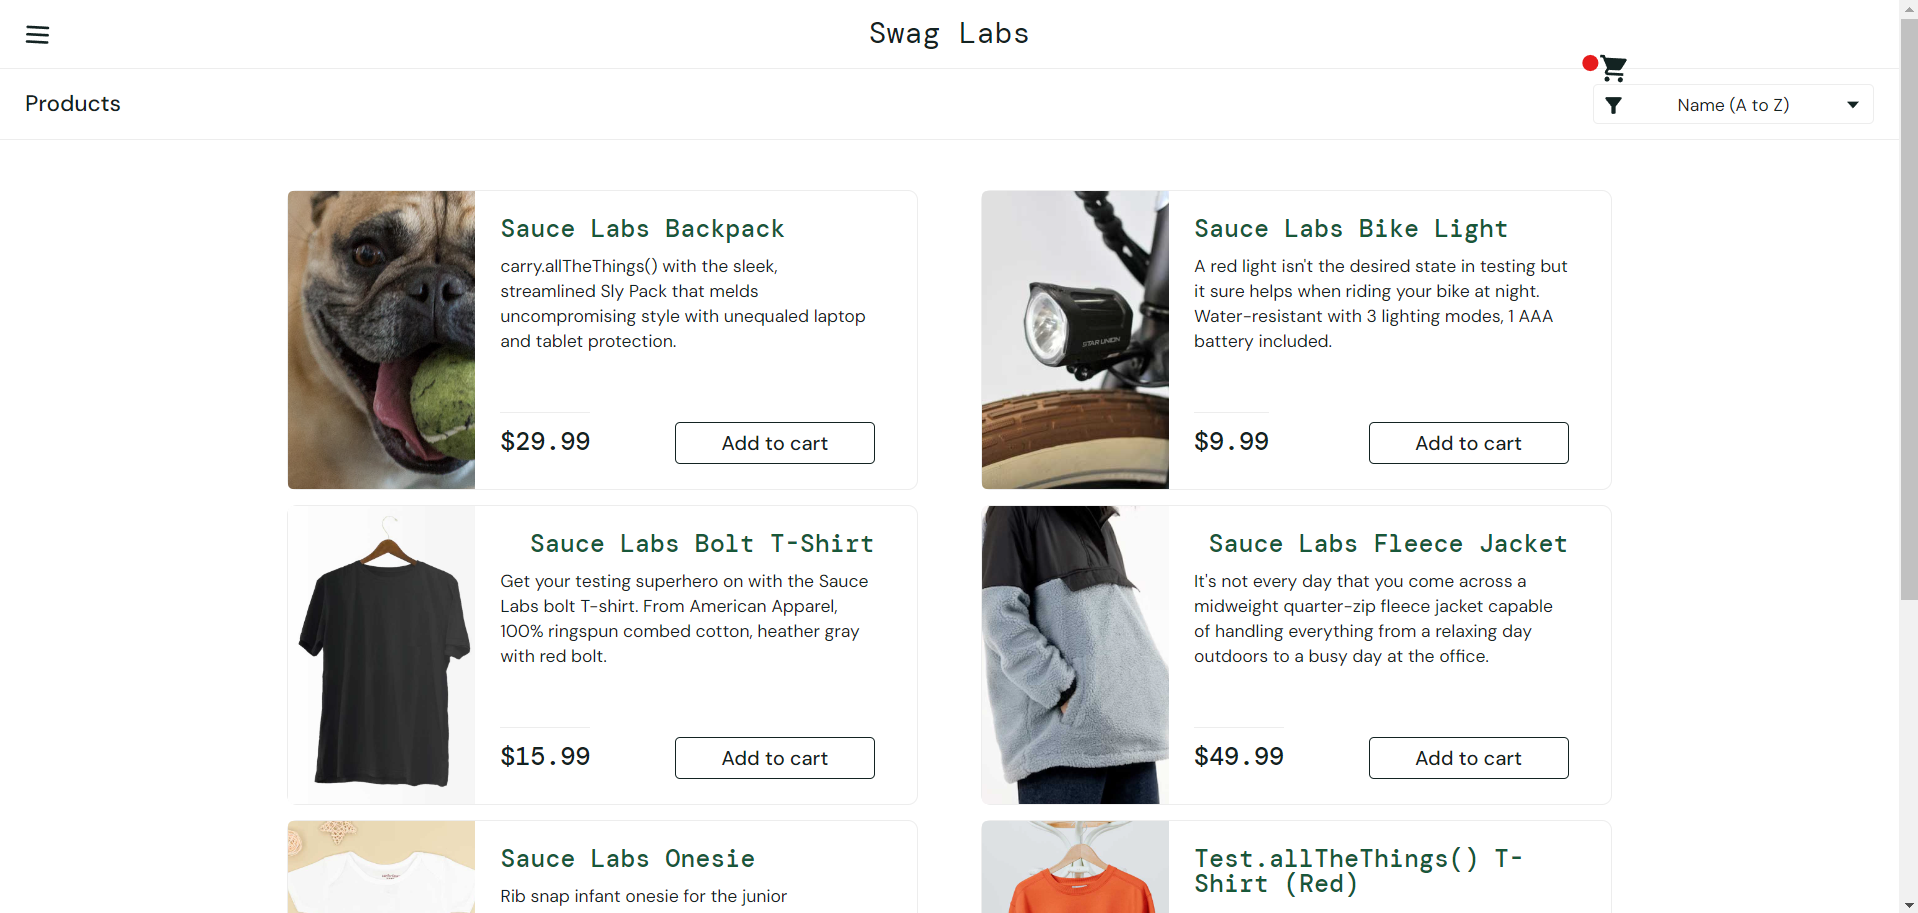 Swag Labs
Products
Name (A to Z)
Sauce Labs Backpack
carry.allTheThings() with the sleek,
streamlined Sly Pack that melds
uncompromising style with unequaled laptop
and tablet protection.
$29.99
Add to cart
Sauce Labs Bike Light
A red light isn't the desired state in testing but
it sure helps when riding your bike at night.
Water-resistant with 3 lighting modes, 1 AAA
battery included.
STAR UNION
$9.99
Add to cart
Sauce Labs Bolt T-Shirt
Get your testing superhero on with the Sauce
Labs bolt T-shirt. From American Apparel,
100% ringspun combed cotton, heather gray
with red bolt.
$15.99
Add to cart
Sauce Labs Fleece Jacket
It's not every day that you come across a
midweight quarter-zip fleece jacket capable
of handling everything from a relaxing day
outdoors to a busy day at the office.
$49.99
Add to cart
Sauce Labs Onesie
Rib snap infant onesie for the junior
Test.allTheThings() T-
Shirt (Red)